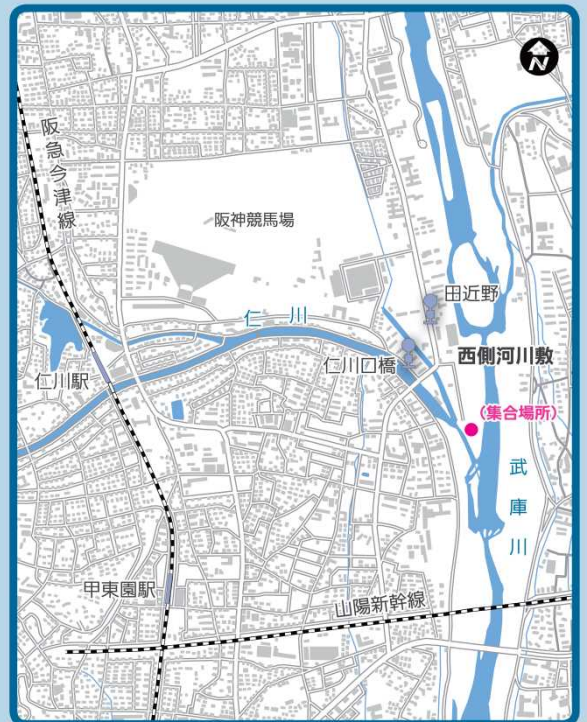 N
阪急今津線
阪神競馬場
田近野
仁川
仁川口橋
西側河川敷
仁川駅
(集合場所)
武庫川
甲東園駅
山陽新幹線